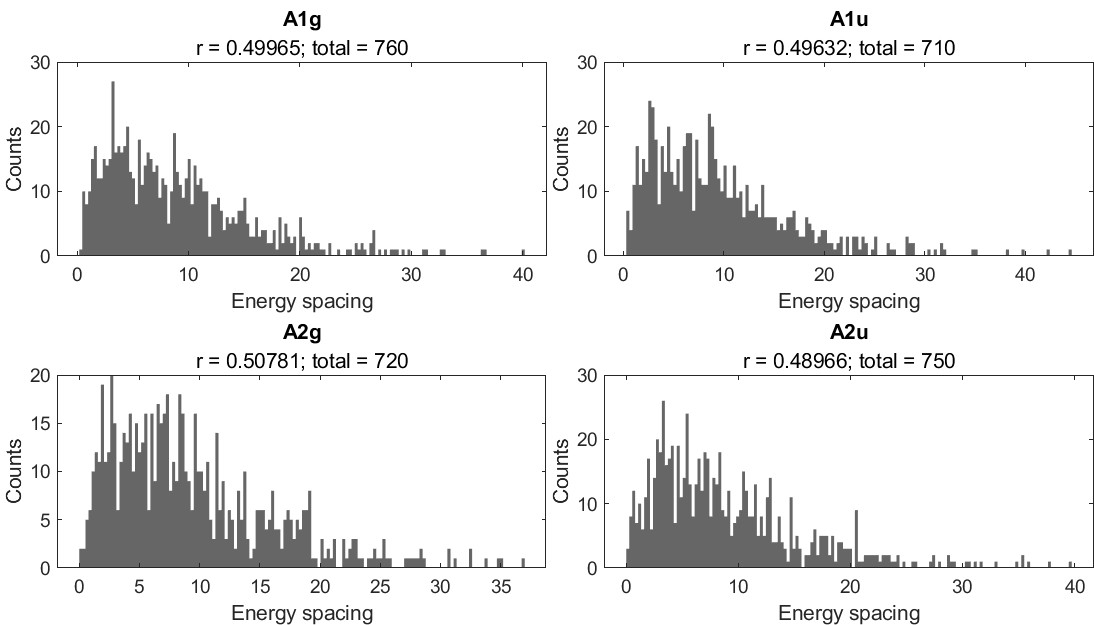 A1g
r = 0.49965; total = 760
30
20
10
0
Counts
0 10 20 30 40
Energy spacing
A1u
r = 0.49632; total = 710
30
20
10
0
Counts
0 10 20 30 40
Energy spacing
A2g
r = 0.50781; total = 720
20
15
10
5
0
Counts
0 5 10 15 20 25 30 35
Energy spacing
A2u
r = 0.48966; total = 750
30
20
10
0
Counts
0 10 20 30 40
Energy spacing